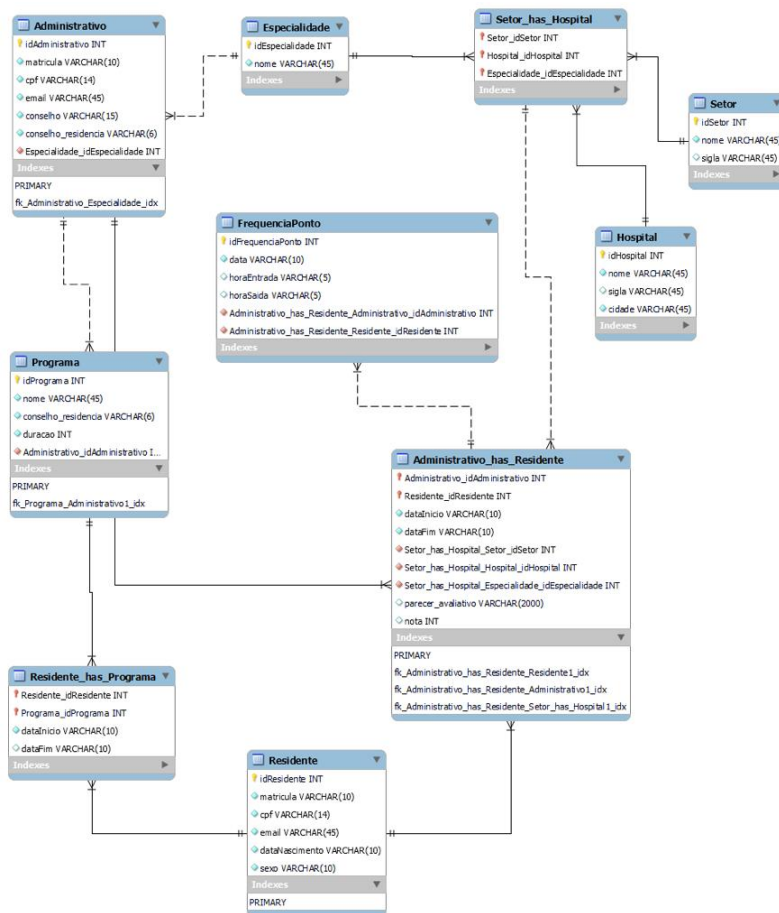 Administrativo
idAdministrativo INT
matricula VARCHAR(10)
cpf VARCHAR(14)
email VARCHAR(45)
conselho VARCHAR(15)
conselho_residencia VARCHAR(6)
Especialidade_idEspecialidade INT
Indexes
PRIMARY
fk_Administrativo_Especialidade_idx
Especialidade
idEspecialidade INT
nome VARCHAR(45)
Indexes
Setor_has_Hospital
Setor_idSetor INT
Hospital_idHospital INT
Especialidade_idEspecialidade INT
Indexes
Setor
idSetor INT
nome VARCHAR(45)
sigla VARCHAR(45)
Indexes
FrequenciaPonto
idFrequenciaPonto INT
data VARCHAR(10)
horaEntrada VARCHAR(5)
horaSaida VARCHAR(5)
Administrativo_has_Residente_Administrativo_idAdministrativo INT
Administrativo_has_Residente_Residente_idResidente INT
Indexes
Hospital
idHospital INT
nome VARCHAR(45)
sigla VARCHAR(45)
cidade VARCHAR(45)
Indexes
Programa
idPrograma INT
nome VARCHAR(45)
conselho_residencia VARCHAR(6)
duracao INT
Administrativo_idAdministrativo I...
Indexes
PRIMARY
fk_Programa_Administrativo1_idx
Administrativo_has_Residente
Administrativo_idAdministrativo INT
Residente_idResidente INT
dataInicio VARCHAR(10)
dataFim VARCHAR(10)
Setor_has_Hospital_Setor_idSetor INT
Setor_has_Hospital_Hospital_idHospital INT
Setor_has_Hospital_Especialidade_idEspecialidade INT
parecer_avaliativo VARCHAR(2000)
nota INT
Indexes
PRIMARY
fk_Administrativo_has_Residente_Residente1_idx
fk_Administrativo_has_Residente_Administrativo1_idx
fk_Administrativo_has_Residente_Setor_has_Hospital1_idx
Residente_has_Programa
Residente_idResidente INT
Programa_idPrograma INT
dataInicio VARCHAR(10)
dataFim VARCHAR(10)
Indexes
Residente
idResidente INT
matricula VARCHAR(10)
cpf VARCHAR(14)
email VARCHAR(45)
dataNascimento VARCHAR(10)
sexo VARCHAR(10)
Indexes
PRIMARY